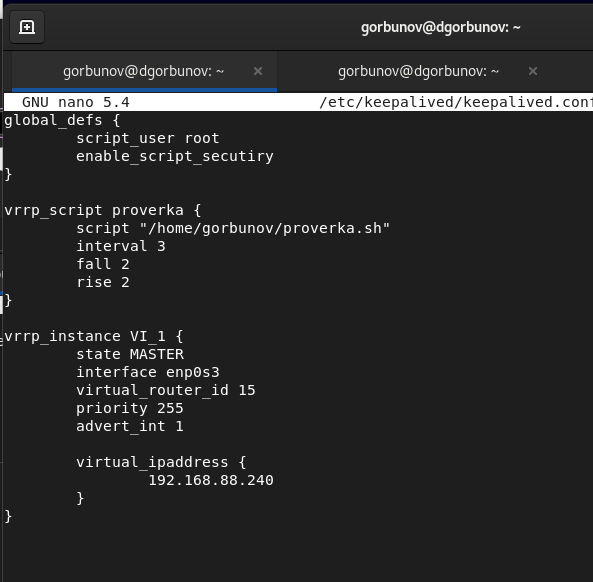 gorbunov@dgorbunov: ~
gorbunov@dgorbunov: ~ × gorbunov@dgorbunov: ~ ×
GNU nano 5.4 /etc/keepalived/keepalived.conf
global_defs {
script_user root
enable_script_secutiry
}
vrrp_script proverka {
script "/home/gorbunov/proverka.sh"
interval 3
fall 2
rise 2
}
vrrp_instance VI_1 {
state MASTER
interface enp0s3
virtual_router_id 15
priority 255
advert_int 1
virtual_ipaddress {
192.168.88.240
}
}